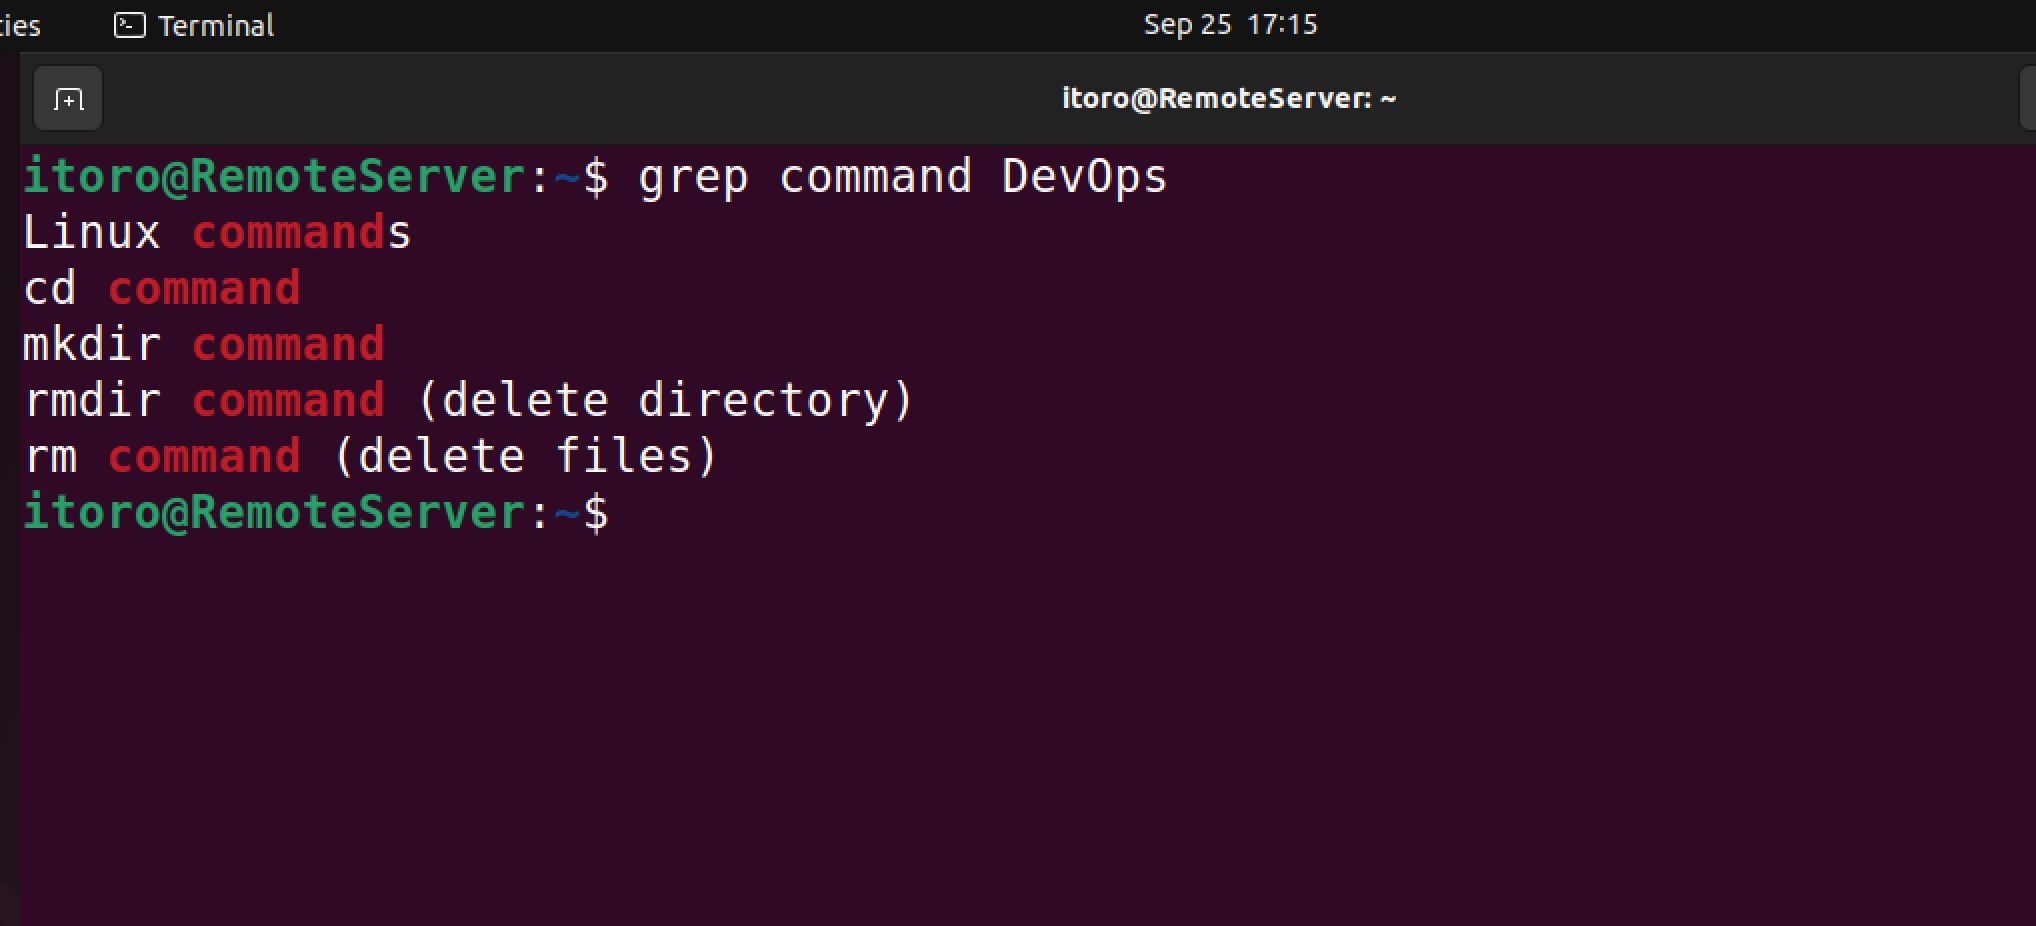 Terminal
Sep 25 17:15
itoro@RemoteServer: ~
itoro@RemoteServer:~$ grep command DevOps
Linux commands
cd command
mkdir command
rmdir command (delete directory)
rm command (delete files)
itoro@RemoteServer:~$